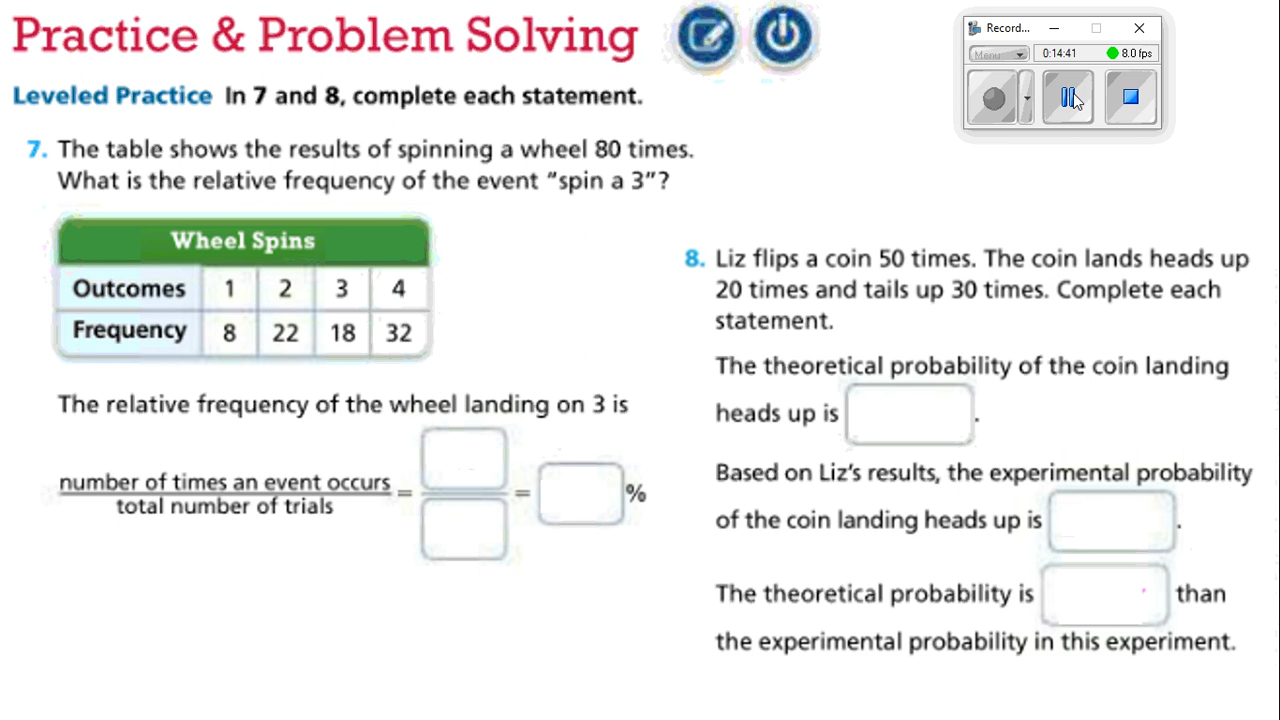 Practice & Problem Solving
Record...
Menu
0:14:41
8.0 fps
Leveled Practice In 7 and 8, complete each statement.
7. The table shows the results of spinning a wheel 80 times.
What is the relative frequency of the event “spin a 3”?
Wheel Spins
Outcomes 1 2 3 4
Frequency 8 22 18 32
The relative frequency of the wheel landing on 3 is
number of times an event occurs
total number of trials
= = %
8. Liz flips a coin 50 times. The coin lands heads up
20 times and tails up 30 times. Complete each
statement.
The theoretical probability of the coin landing
heads up is .
Based on Liz’s results, the experimental probability
of the coin landing heads up is .
The theoretical probability is than
the experimental probability in this experiment.